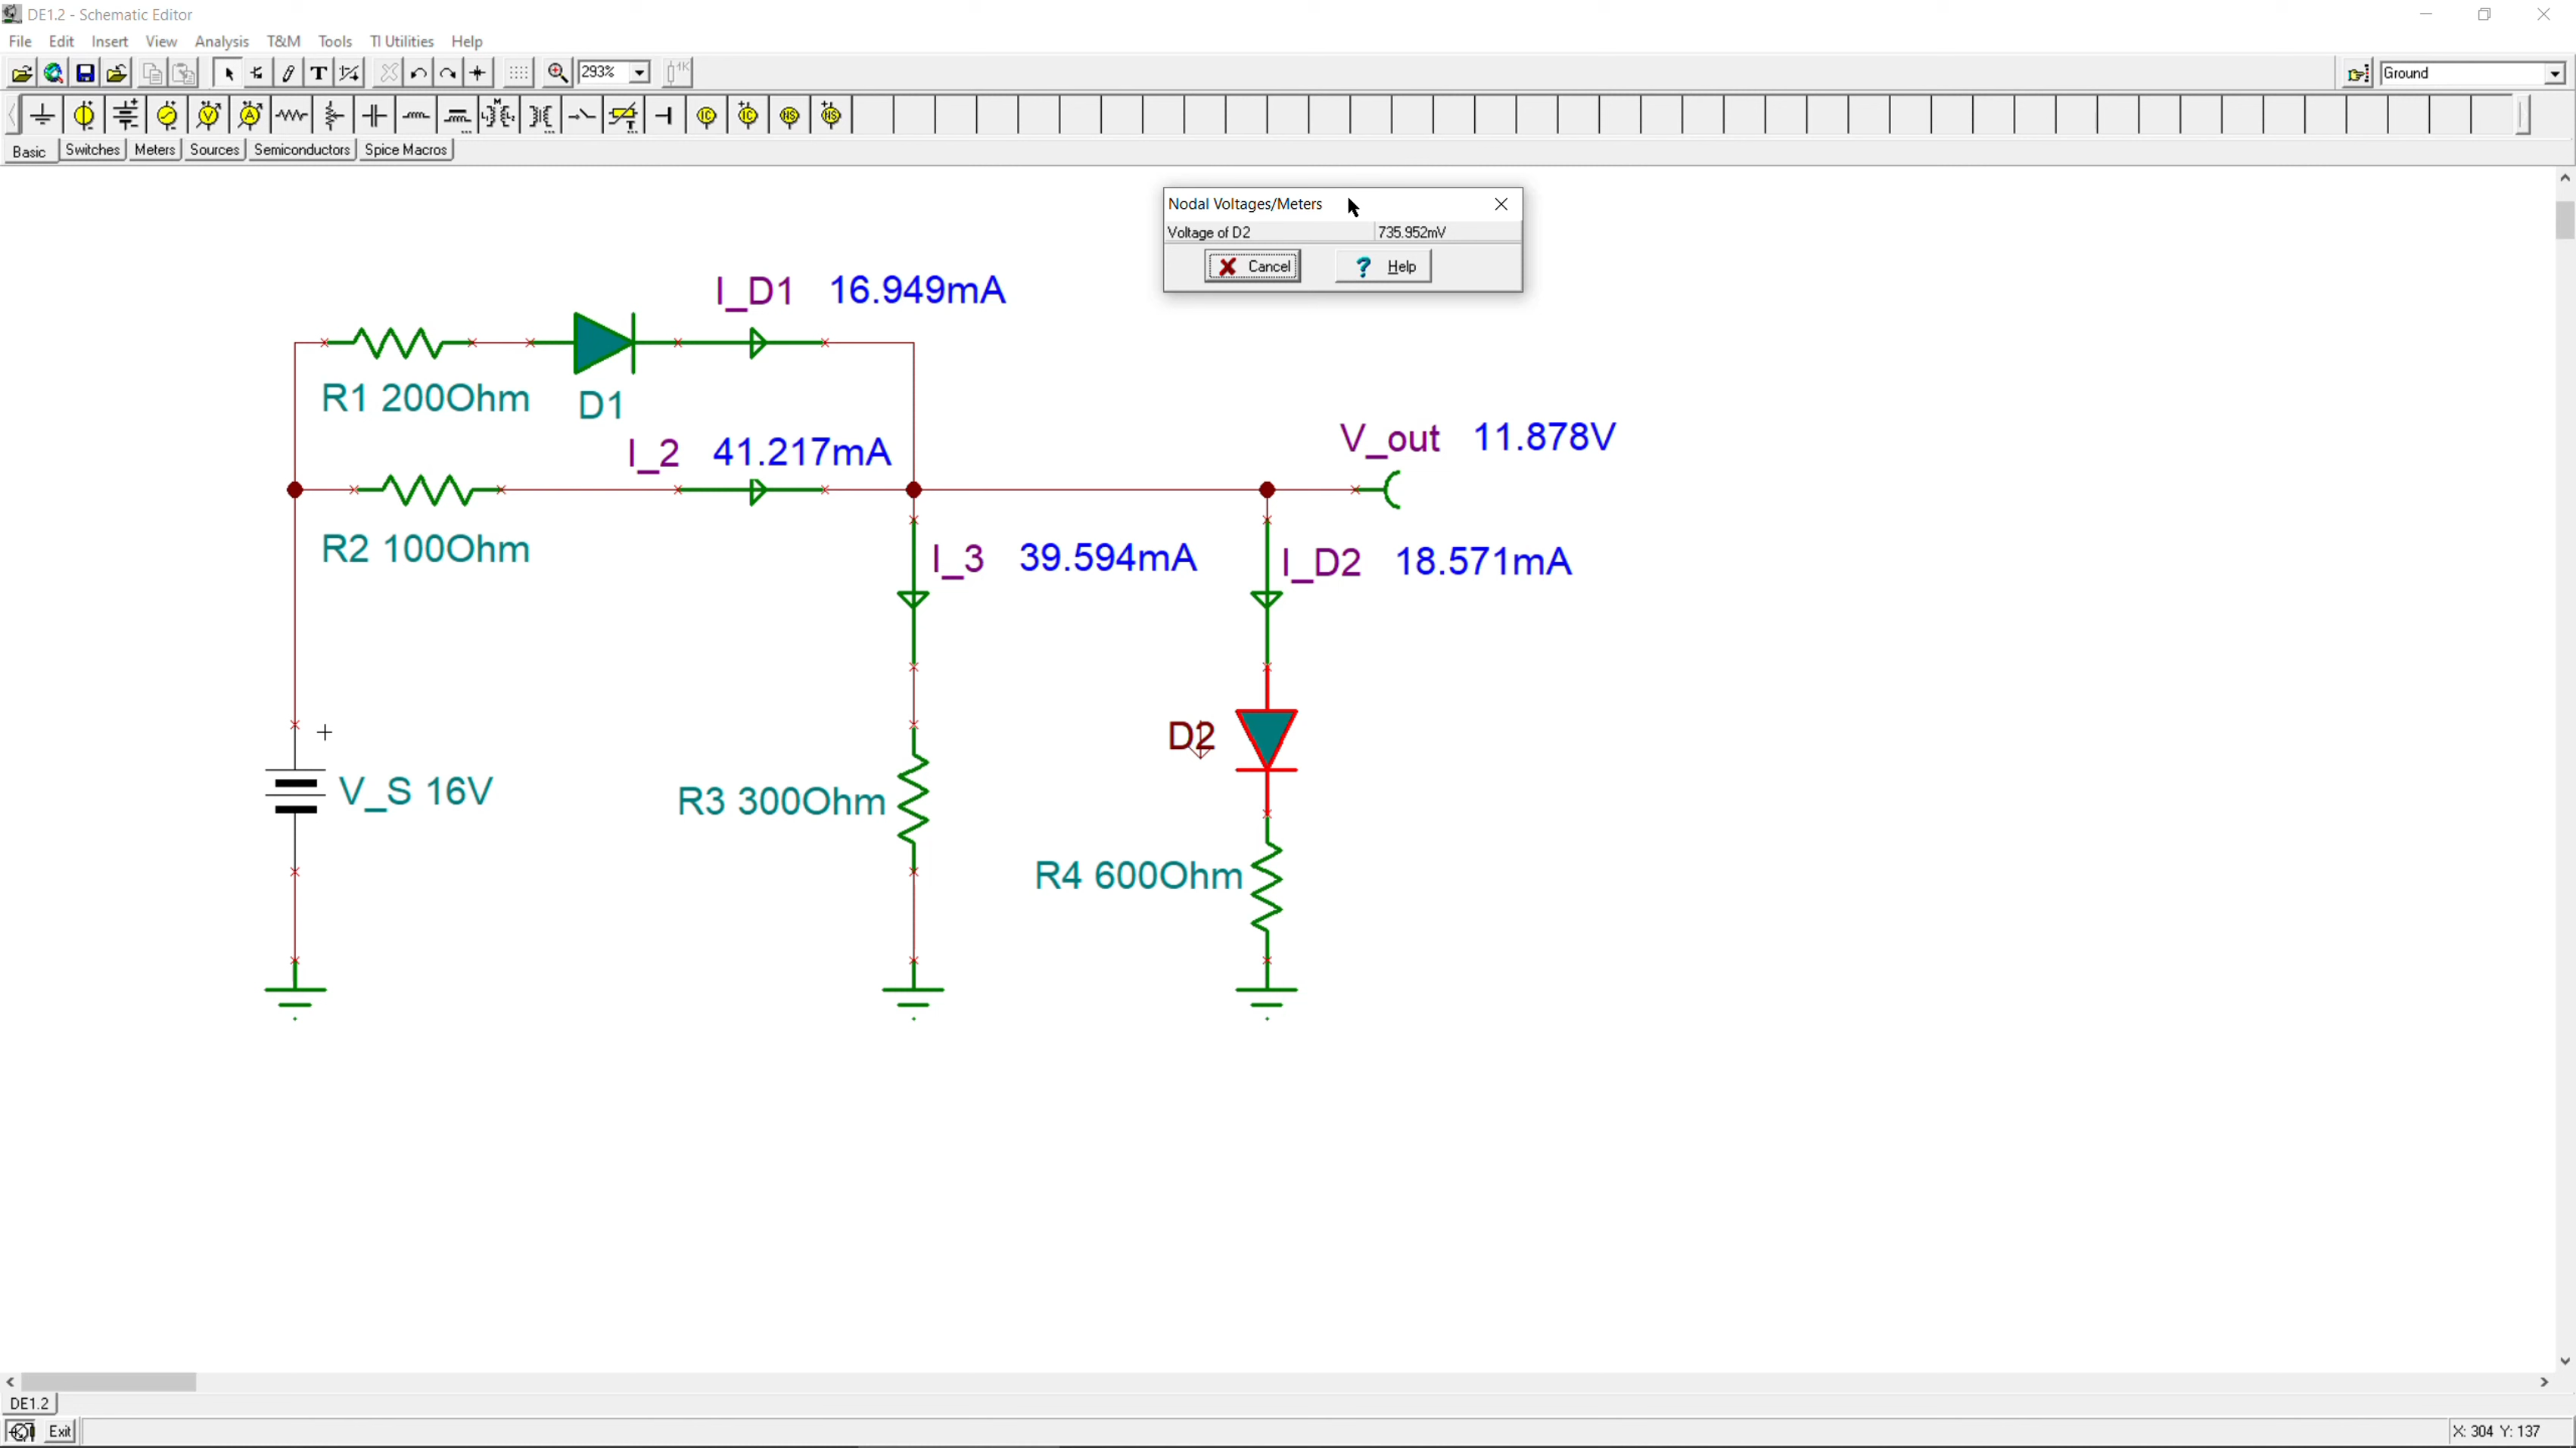 DE1.2 - Schematic Editor
File Edit Insert View Analysis T&M Tools TI Utilities Help
293% 1K Ground
Basic Switches Meters Sources Semiconductors Spice Macros
Nodal Voltages/Meters
Voltage of D2 735.952mV
Cancel Help
I_D1 16.949mA
R1 200Ohm D1
I_2 41.217mA
V_out 11.878V
R2 100Ohm
I_3 39.594mA
I_D2 18.571mA
+
D2
V_S 16V
R3 300Ohm
R4 600Ohm
DE1.2
Exit
X: 304 Y: 137